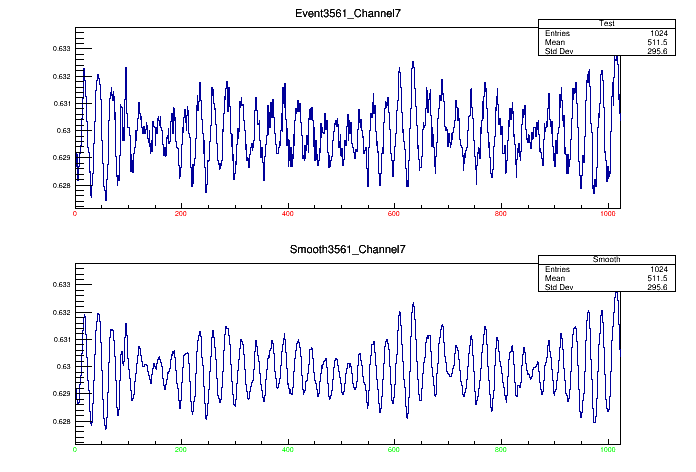 Event3561_Channel7
Test
Entries 1024
Mean 511.5
Std Dev 295.6
0.633
0.632
0.631
0.63
0.629
0.628
0 200 400 600 800 1000
Smooth3561_Channel7
Smooth
Entries 1024
Mean 511.5
Std Dev 295.6
0.633
0.632
0.631
0.63
0.629
0.628
0 200 400 600 800 1000